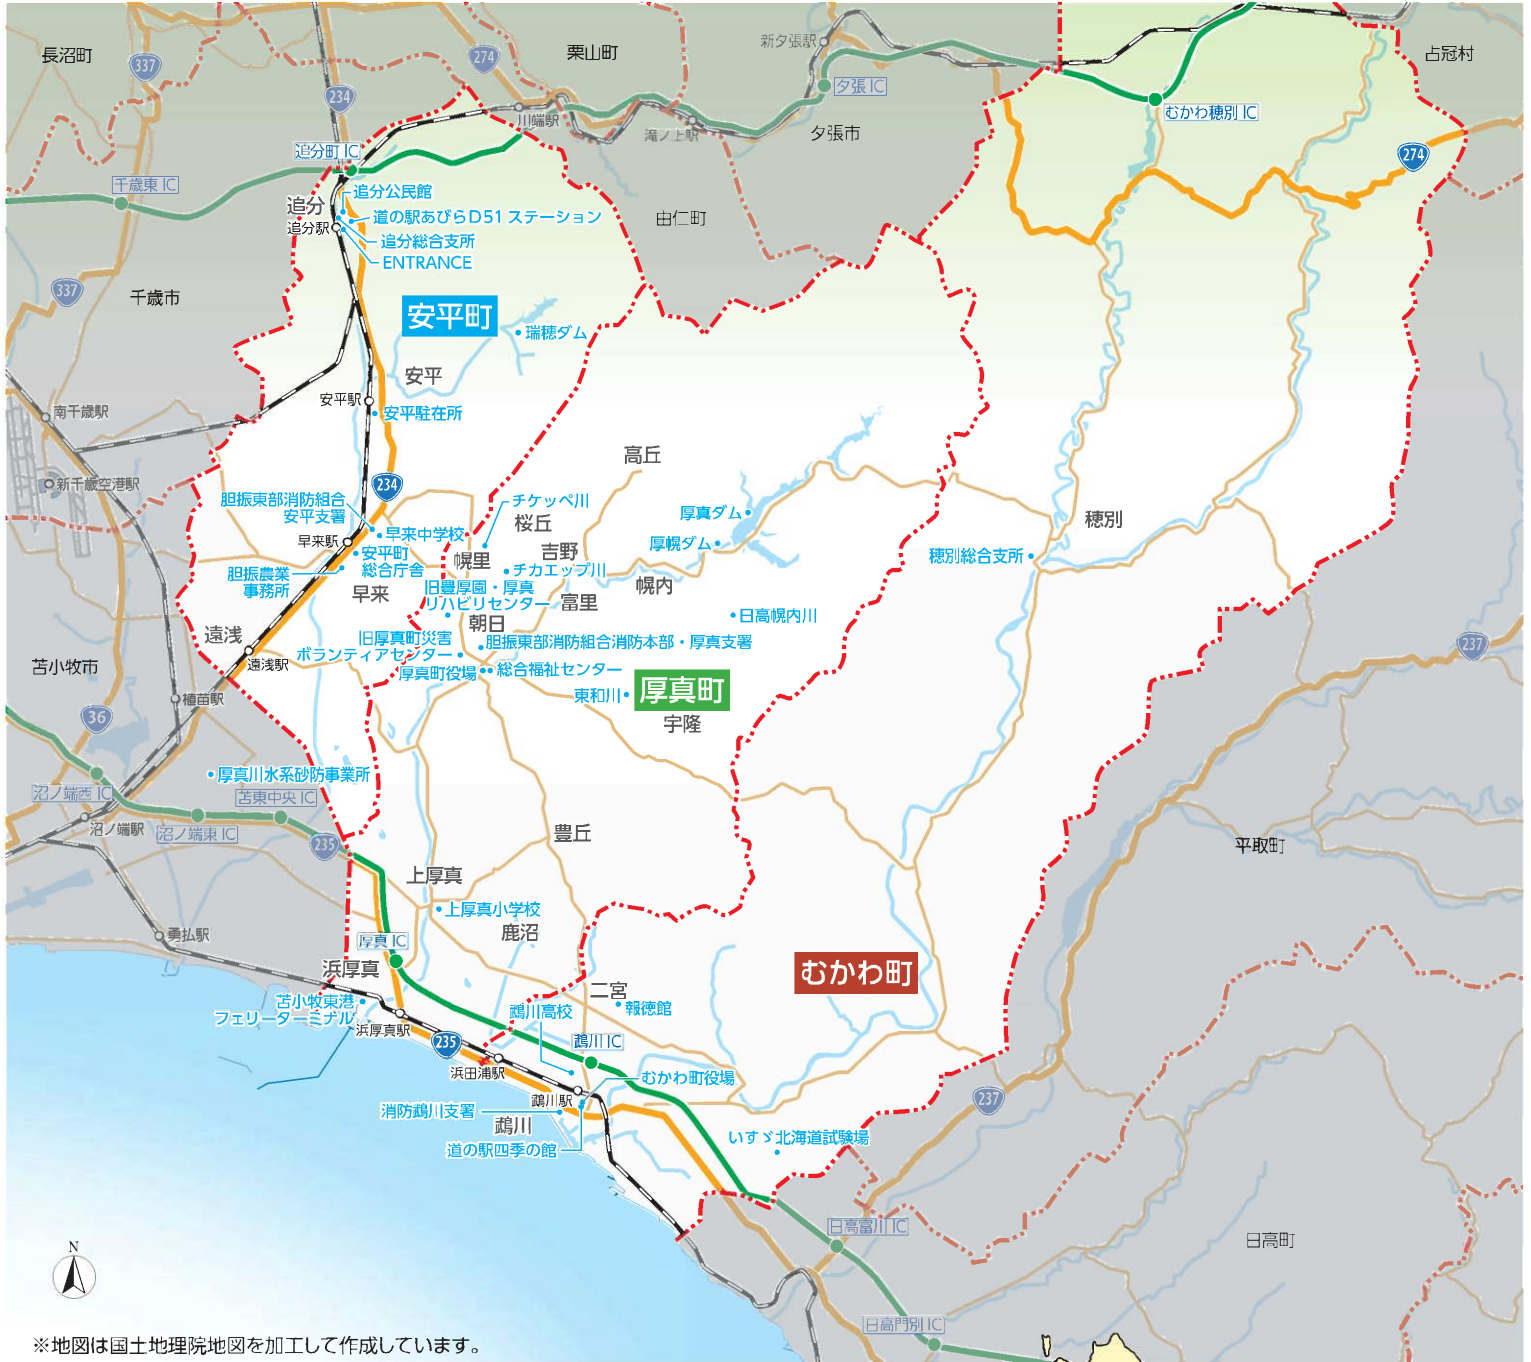 長沼町
337
234
274
栗山町
新夕張駅
夕張IC
占冠村
むかわ穂別IC
川端駅
滝ノ上駅
夕張市
274
追分町IC
千歳東IC
追分公民館
追分
道の駅あびらD51ステーション
由仁町
追分駅
追分総合支所
ENTRANCE
337
千歳市
安平町
瑞穂ダム
安平
安平駅
安平駐在所
南千歳駅
高丘
新千歳空港駅
234
胆振東部消防組合
安平支署
チケッペ川
桜丘
厚真ダム
穂別
早来駅
早来中学校
吉野
厚幌ダム
安平町
総合庁舎
幌里
穂別総合支所
胆振農業
事務所
チカエップ川
早来
旧豊厚園・厚真
リハビリセンター
富里
幌内
日高幌内川
朝日
遠浅
遠浅駅
旧厚真町災害
ボランティアセンター
胆振東部消防組合消防本部・厚真支署
237
苫小牧市
厚真町役場
総合福祉センター
植苗駅
東和川
厚真町
宇隆
36
厚真川水系砂防事業所
沼ノ端西IC
苫東中央IC
沼ノ端駅
沼ノ端東IC
235
豊丘
平取町
上厚真
上厚真小学校
勇払駅
鹿沼
厚真IC
浜厚真
むかわ町
二宮
苫小牧東港
フェリーターミナル
報徳館
鵡川高校
浜厚真駅
235
鵡川IC
浜田浦駅
むかわ町役場
鵡川駅
237
消防鵡川支署
鵡川
道の駅四季の館
いすゞ北海道試験場
日高富川IC
日高町
N
日高門別IC
※地図は国土地理院地図を加工して作成しています。